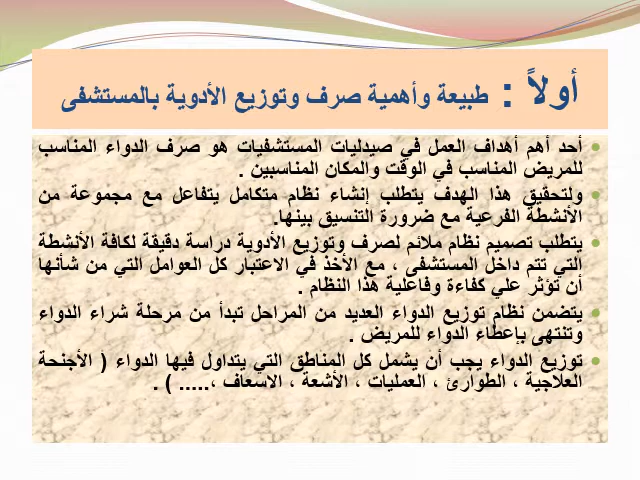 أولاً : طبيعة وأهمية صرف وتوزيع الأدوية بالمستشفى
أحد أهم أهداف العمل في صيدليات المستشفيات هو صرف الدواء المناسب
للمريض المناسب في الوقت والمكان المناسبين .
ولتحقيق هذا الهدف يتطلب إنشاء نظام متكامل يتفاعل مع مجموعة من
الأنشطة الفرعية مع ضرورة التنسيق بينها.
يتطلب تصميم نظام ملائم لصرف وتوزيع الأدوية دراسة دقيقة لكافة الأنشطة
التي تتم داخل المستشفى ، مع الأخذ في الاعتبار كل العوامل التي من شأنها
أن تؤثر علي كفاءة وفاعلية هذا النظام .
يتضمن نظام توزيع الدواء العديد من المراحل تبدأ من مرحلة شراء الدواء
وتنتهى بإعطاء الدواء للمريض .
توزيع الدواء يجب أن يشمل كل المناطق التي يتداول فيها الدواء ( الأجنحة
العلاجية ، الطوارئ ، العمليات ، الأشعة ، الاسعاف ،..... ) .